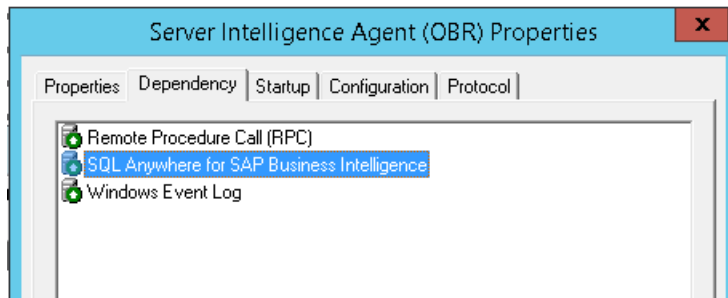 Server Intelligence Agent (OBR) Properties
x
Properties Dependency Startup Configuration Protocol
Remote Procedure Call (RPC)
SQL Anywhere for SAP Business Intelligence
Windows Event Log